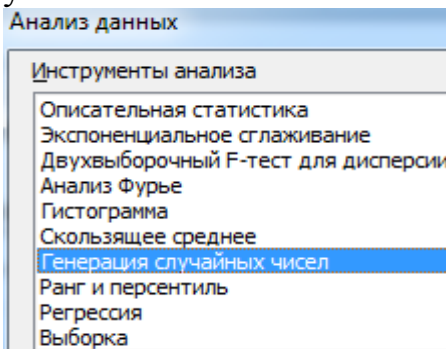 Анализ данных
Инструменты анализа
Описательная статистика
Экспоненциальное сглаживание
Двухвыборочный F-тест для дисперсии
Анализ Фурье
Гистограмма
Скользящее среднее
Генерация случайных чисел
Ранг и персентиль
Регрессия
Выборка